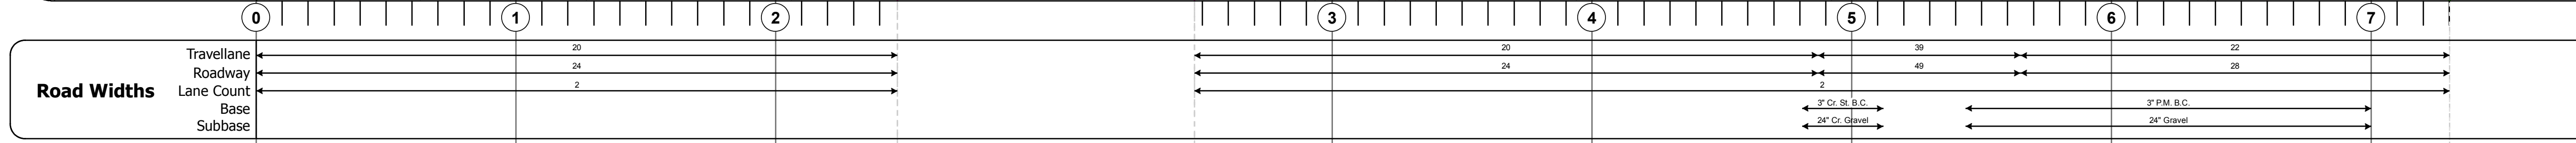 0 1 2 3 4 5 6 7
Road Widths
Travellane 20 20 39 22
Roadway 24 24 49 28
Lane Count 2 2
Base 3" Cr. St. B.C. 3" P.M. B.C.
Subbase 24" Cr. Gravel 24" Gravel